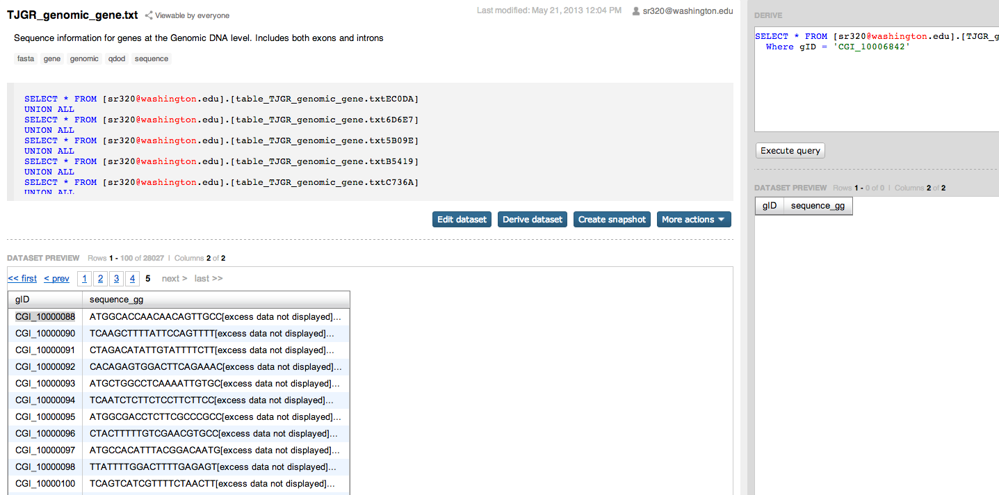 TJGR_genomic_gene.txt Viewable by everyone Last modified: May 21, 2013 12:04 PM sr320@washington.edu
Sequence information for genes at the Genomic DNA level. Includes both exons and introns
fasta gene genomic qdod sequence
SELECT * FROM [sr320@washington.edu].[table_TJGR_genomic_gene.txtEC0DA]
UNION ALL
SELECT * FROM [sr320@washington.edu].[table_TJGR_genomic_gene.txt6D6E7]
UNION ALL
SELECT * FROM [sr320@washington.edu].[table_TJGR_genomic_gene.txt5B09E]
UNION ALL
SELECT * FROM [sr320@washington.edu].[table_TJGR_genomic_gene.txtB5419]
UNION ALL
SELECT * FROM [sr320@washington.edu].[table_TJGR_genomic_gene.txtC736A]
UNION ALL
Edit dataset Derive dataset Create snapshot More actions
DATASET PREVIEW Rows 1 - 100 of 28027 | Columns 2 of 2
<< first < prev 1 2 3 4 5 next > last >>
gID sequence_gg
CGI_10000088 ATGGCACCAACAACAGTTGCC[excess data not displayed]...
CGI_10000090 TCAAGCTTTTATTCCAGTTTT[excess data not displayed]...
CGI_10000091 CTAGACATATTGTATTTTCTT[excess data not displayed]...
CGI_10000092 CACAGAGTGGACTTCAGAAAC[excess data not displayed]...
CGI_10000093 ATGCTGGCCTCAAAATTGTGC[excess data not displayed]...
CGI_10000094 TCAATCTCTTCTCCTTCTTCC[excess data not displayed]...
CGI_10000095 ATGGCGACCTCTTCGCCCGCC[excess data not displayed]...
CGI_10000096 CTACTTTTTGTCGAACGTGCC[excess data not displayed]...
CGI_10000097 ATGCCACATTTACGGACAATG[excess data not displayed]...
CGI_10000098 TTATTTTGGACTTTTGAGAGT[excess data not displayed]...
CGI_10000100 TCAGTCATCGTTTTCTAACTT[excess data not displayed]...
DERIVE
SELECT * FROM [sr320@washington.edu].[TJGR_g
Where gID = 'CGI_10006842'
Execute query
DATASET PREVIEW Rows 1 - 0 of 0 | Columns 2 of 2
gID sequence_gg